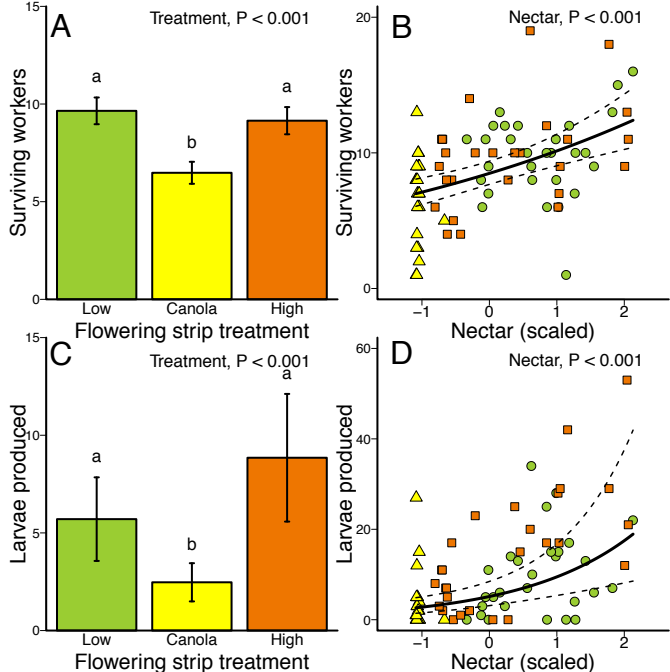 A
Treatment, P < 0.001
15
10
5
0
a
b
a
Surviving workers
Low
Canola
High
Flowering strip treatment
B
Nectar, P < 0.001
20
10
0
Surviving workers
−1
0
1
2
Nectar (scaled)
C
Treatment, P < 0.001
15
10
5
0
a
b
a
Larvae produced
Low
Canola
High
Flowering strip treatment
D
Nectar, P < 0.001
60
40
20
0
Larvae produced
−1
0
1
2
Nectar (scaled)